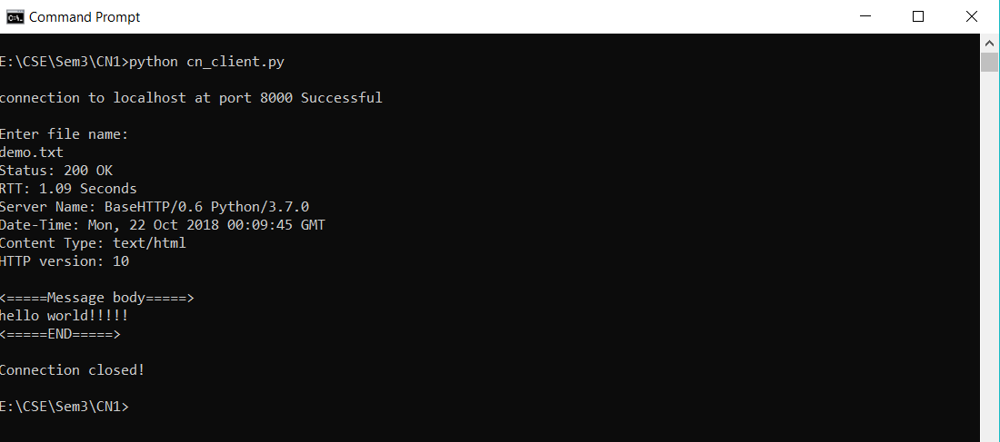 Command Prompt
E:\CSE\Sem3\CN1>python cn_client.py
connection to localhost at port 8000 Successful
Enter file name:
demo.txt
Status: 200 OK
RTT: 1.09 Seconds
Server Name: BaseHTTP/0.6 Python/3.7.0
Date-Time: Mon, 22 Oct 2018 00:09:45 GMT
Content Type: text/html
HTTP version: 10
<=====Message body=====>
hello world!!!!!
<=====END=====>
Connection closed!
E:\CSE\Sem3\CN1>